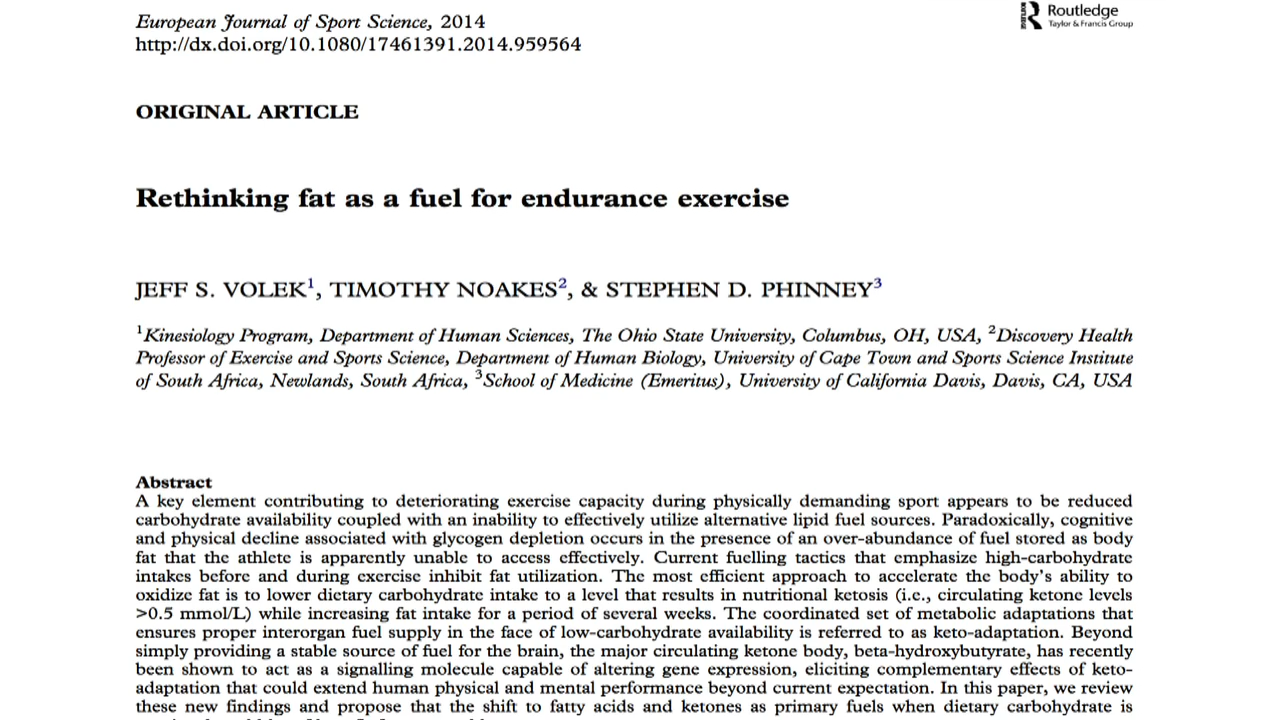 European Journal of Sport Science, 2014
http://dx.doi.org/10.1080/17461391.2014.959564
Routledge
Taylor & Francis Group
ORIGINAL ARTICLE
Rethinking fat as a fuel for endurance exercise
JEFF S. VOLEK1, TIMOTHY NOAKES2, & STEPHEN D. PHINNEY3
1Kinesiology Program, Department of Human Sciences, The Ohio State University, Columbus, OH, USA, 2Discovery Health
Professor of Exercise and Sports Science, Department of Human Biology, University of Cape Town and Sports Science Institute
of South Africa, Newlands, South Africa, 3School of Medicine (Emeritus), University of California Davis, Davis, CA, USA
Abstract
A key element contributing to deteriorating exercise capacity during physically demanding sport appears to be reduced
carbohydrate availability coupled with an inability to effectively utilize alternative lipid fuel sources. Paradoxically, cognitive
and physical decline associated with glycogen depletion occurs in the presence of an over-abundance of fuel stored as body
fat that the athlete is apparently unable to access effectively. Current fuelling tactics that emphasize high-carbohydrate
intakes before and during exercise inhibit fat utilization. The most efficient approach to accelerate the body's ability to
oxidize fat is to lower dietary carbohydrate intake to a level that results in nutritional ketosis (i.e., circulating ketone levels
>0.5 mmol/L) while increasing fat intake for a period of several weeks. The coordinated set of metabolic adaptations that
ensures proper interorgan fuel supply in the face of low-carbohydrate availability is referred to as keto-adaptation. Beyond
simply providing a stable source of fuel for the brain, the major circulating ketone body, beta-hydroxybutyrate, has recently
been shown to act as a signalling molecule capable of altering gene expression, eliciting complementary effects of keto-
adaptation that could extend human physical and mental performance beyond current expectation. In this paper, we review
these new findings and propose that the shift to fatty acids and ketones as primary fuels when dietary carbohydrate is